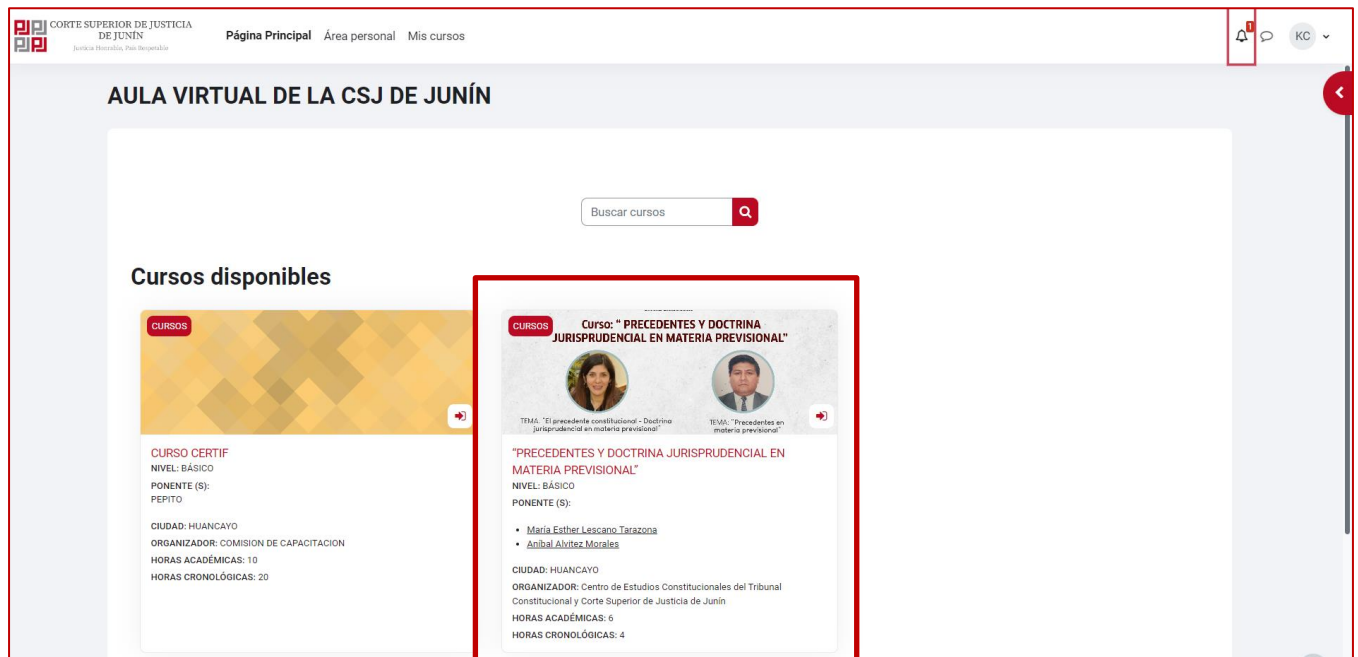 CORTE SUPERIOR DE JUSTICIA
DE JUNÍN
Justicia Honorable, País Respetable
Página Principal Área personal Mis cursos
1
KC
AULA VIRTUAL DE LA CSJ DE JUNÍN
Buscar cursos
Cursos disponibles
CURSOS
CURSO CERTIF
NIVEL: BÁSICO
PONENTE (S):
PEPITO
CIUDAD: HUANCAYO
ORGANIZADOR: COMISION DE CAPACITACION
HORAS ACADÉMICAS: 10
HORAS CRONOLÓGICAS: 20
CURSOS
Curso: “ PRECEDENTES Y DOCTRINA
JURISPRUDENCIAL EN MATERIA PREVISIONAL”
TEMA: "El precedente constitucional - Doctrina
jurisprudencial en materia previsional"
TEMA: "Precedentes en
materia previsional"
“PRECEDENTES Y DOCTRINA JURISPRUDENCIAL EN
MATERIA PREVISIONAL”
NIVEL: BÁSICO
PONENTE (S):
• María Esther Lescano Tarazona
• Aníbal Alvitez Morales
CIUDAD: HUANCAYO
ORGANIZADOR: Centro de Estudios Constitucionales del Tribunal
Constitucional y Corte Superior de Justicia de Junín
HORAS ACADÉMICAS: 6
HORAS CRONOLÓGICAS: 4